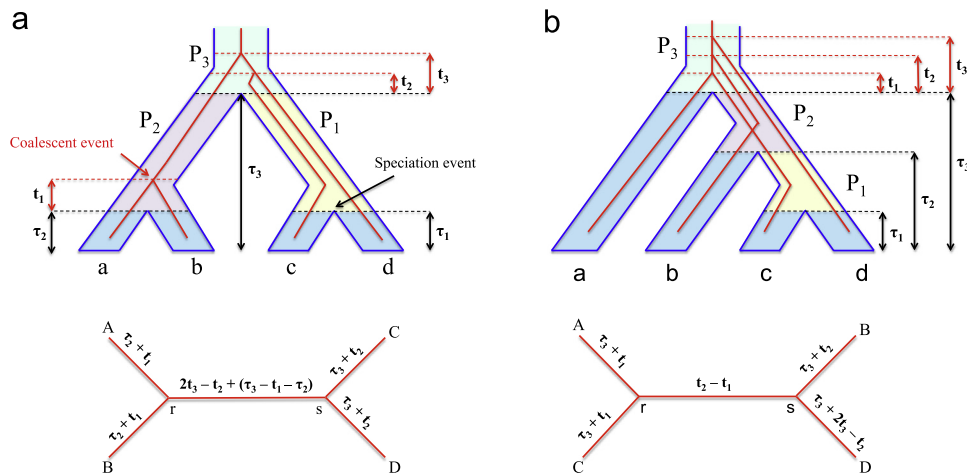 a
P₃
t₂
t₃
P₂
P₁
Coalescent event
Speciation event
τ₃
t₁
τ₂
τ₁
a b c d
A
B
C
D
τ₂ + t₁
τ₂ + t₁
2t₃ – t₂ + (τ₃ – t₁ – τ₂)
τ₃ + t₂
τ₃ + t₂
r s
b
P₃
t₁
t₂
t₃
P₂
P₁
τ₁
τ₂
τ₃
a b c d
A
C
B
D
τ₃ + t₁
τ₃ + t₁
t₂ – t₁
τ₃ + t₂
τ₃ + 2t₃ – t₂
r s